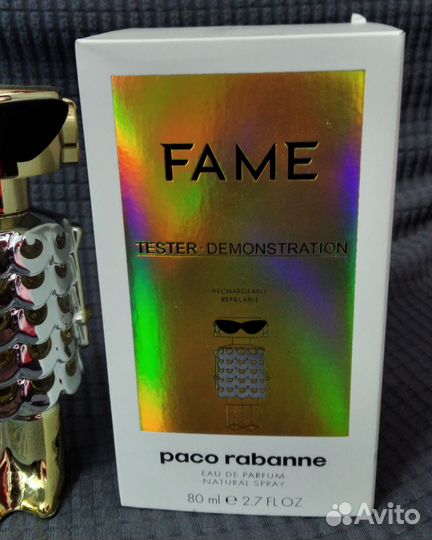 FAME
TESTER·DEMONSTRATION
RECHARGEABLE
REFILLABLE
paco rabanne
EAU DE PARFUM
NATURAL SPRAY
80 ml ℮ 2.7 FL OZ
Avito